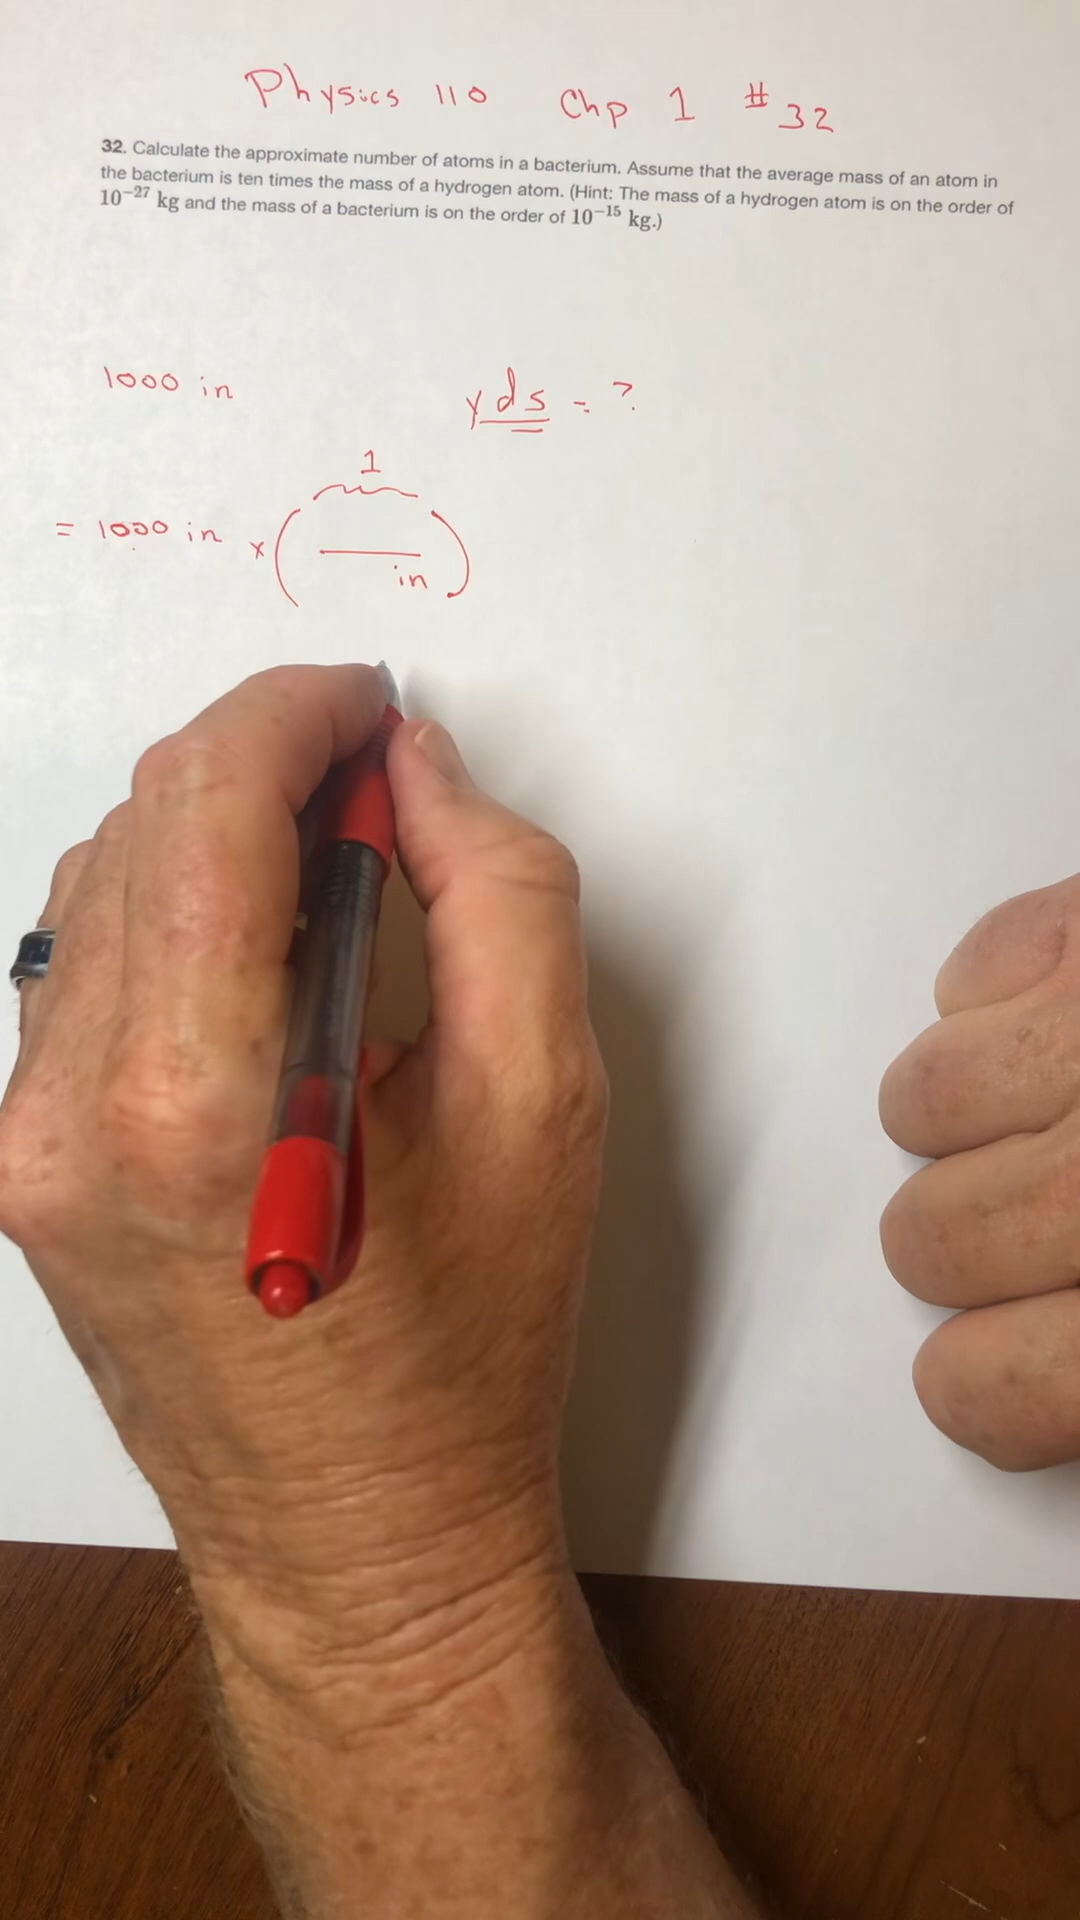 Physics 110 Chp 1 # 32
32. Calculate the approximate number of atoms in a bacterium. Assume that the average mass of an atom in
the bacterium is ten times the mass of a hydrogen atom. (Hint: The mass of a hydrogen atom is on the order of
10⁻²⁷ kg and the mass of a bacterium is on the order of 10⁻¹⁵ kg.)
1000 in yds = ?
1
= 1000 in × ( —— )
in